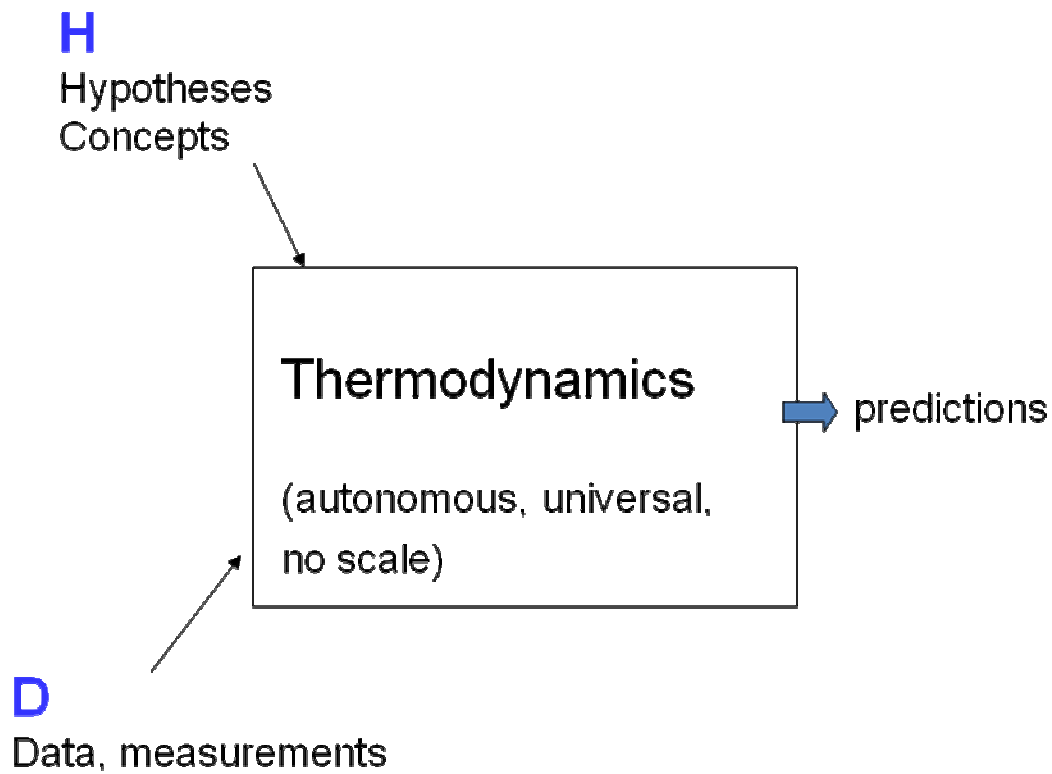 H
Hypotheses
Concepts
Thermodynamics
predictions
(autonomous, universal,
no scale)
D
Data, measurements